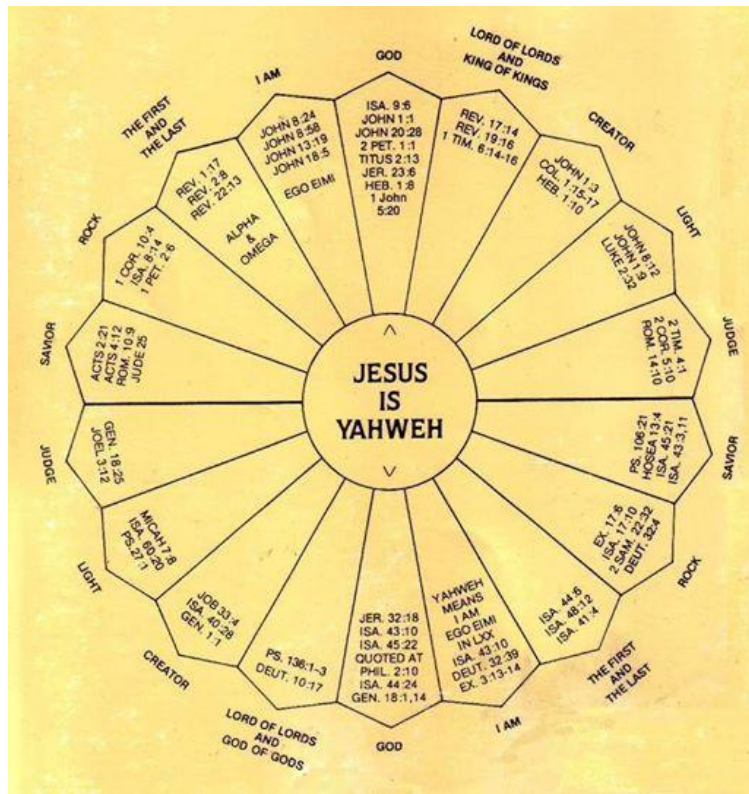 GOD
ISA. 9:6
JOHN 1:1
JOHN 20:28
2 PET. 1:1
TITUS 2:13
JER. 23:6
HEB. 1:8
1 John
5:20
LORD OF LORDS
AND
KING OF KINGS
REV. 17:14
REV. 19:16
1 TIM. 6:14-16
CREATOR
JOHN 1:3
COL. 1:15-17
HEB. 1:10
LIGHT
JOHN 8:12
JOHN 1:9
LUKE 2:32
JUDGE
2 TIM. 4:1
2 COR. 5:10
ROM. 14:10
SAVIOR
PS. 106:21
HOSEA 13:4
ISA. 45:21
ISA. 43:3, 11
ROCK
EX. 17:6
ISA. 17:10
2 SAM. 22:32
DEUT. 32:4
THE FIRST
AND
THE LAST
ISA. 44:6
ISA. 48:12
ISA. 41:4
I AM
YAHWEH
MEANS
I AM
EGO EIMI
IN LXX
ISA. 43:10
DEUT. 32:39
EX. 3:13-14
JER. 32:18
ISA. 43:10
ISA. 45:22
QUOTED AT
PHIL. 2:10
ISA. 44:24
GEN. 18:1,14
GOD
PS. 136:1-3
DEUT. 10:17
LORD OF LORDS
AND
GOD OF GODS
JOB 33:4
ISA. 40:28
GEN. 1:1
CREATOR
MICAH 7:8
ISA. 60:20
PS. 27:1
LIGHT
GEN. 18:25
JOEL 3:12
JUDGE
SAVIOR
ACTS 2:21
ACTS 4:12
ROM. 10:9
JUDE 25
ROCK
1 COR. 10:4
ISA. 8:14
1 PET. 2:6
THE FIRST
AND
THE LAST
REV. 1:17
REV. 2:8
REV. 22:13
ALPHA
&
OMEGA
I AM
JOHN 8:24
JOHN 8:58
JOHN 13:19
JOHN 18:5
EGO EIMI
JESUS
IS
YAHWEH